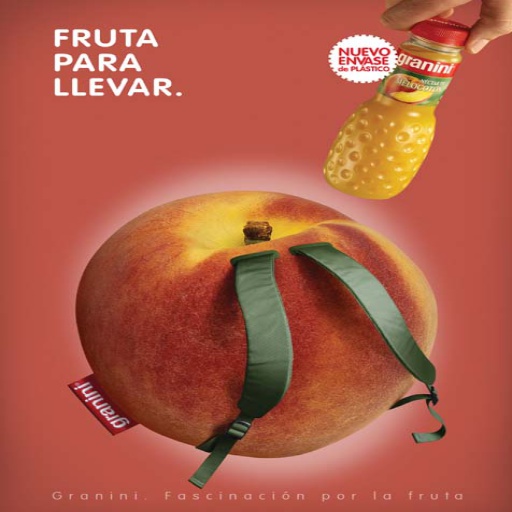 FRUTA
PARA
LLEVAR.
NUEVO
ENVASE
de PLÁSTICO
granini
granini
Granini. Fascinación por la fruta